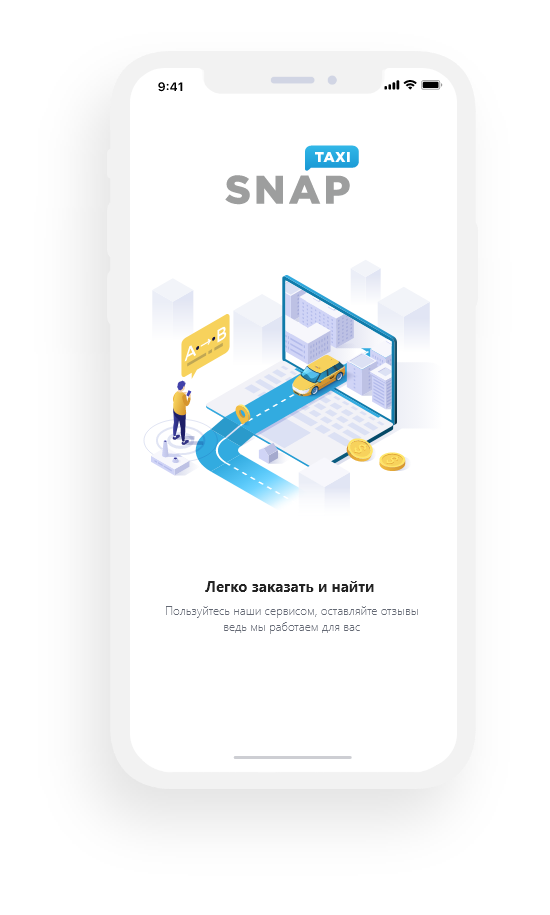 9:41
TAXI
SNAP
A B
Легко заказать и найти
Пользуйтесь наши сервисом, оставляйте отзывы
ведь мы работаем для вас